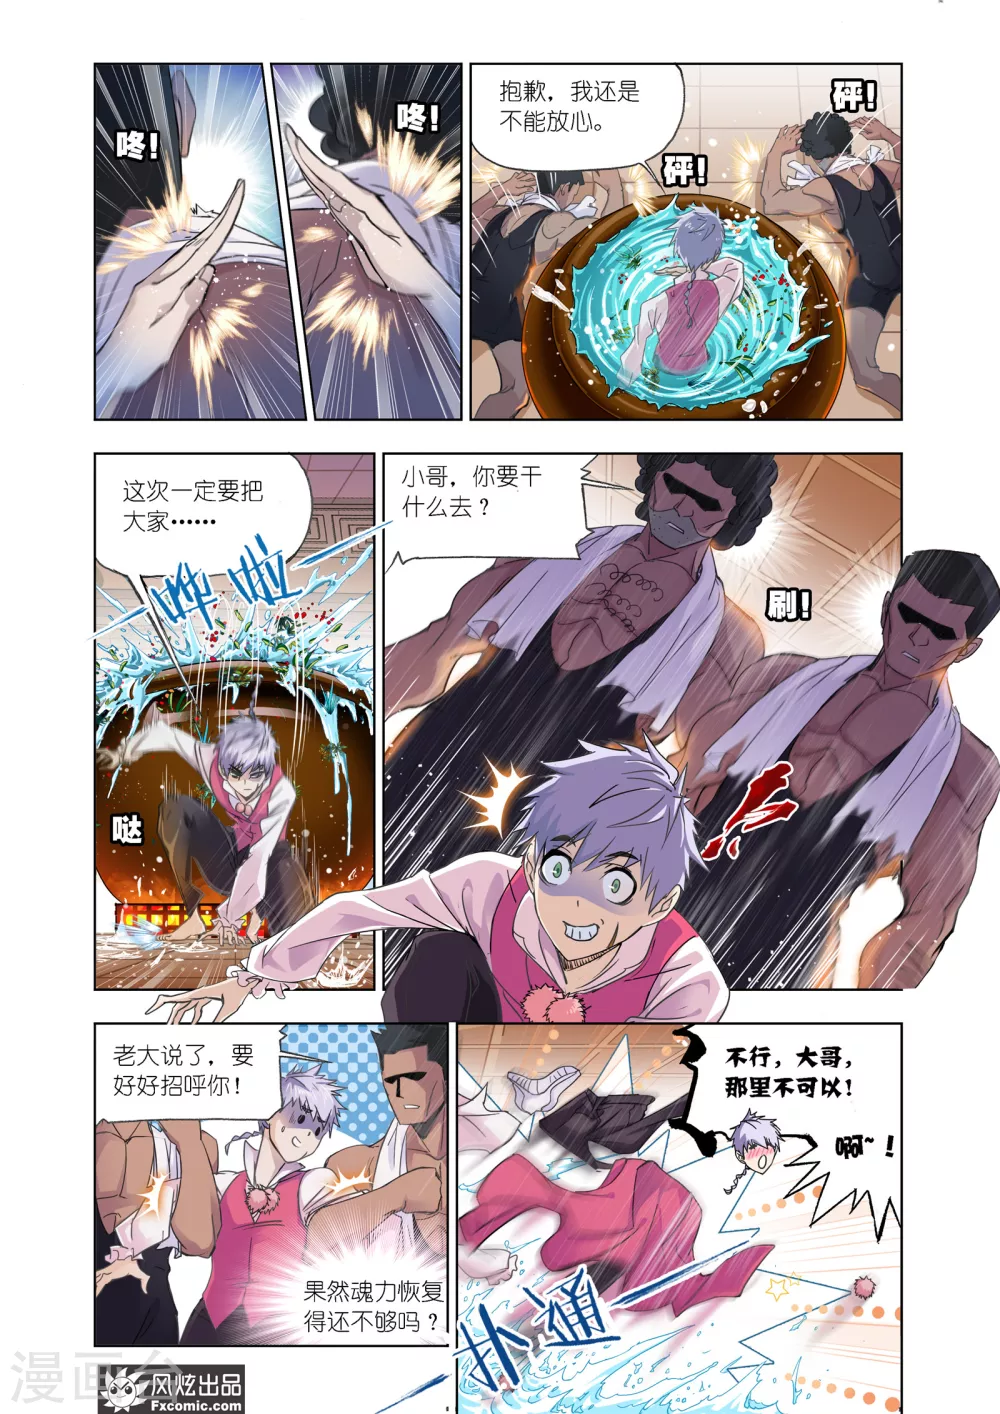 咚！
咚！
抱歉，我还是
不能放心。
砰！
砰！
这次一定要把
大家……
哗啦
哒
小哥，你要干
什么去？
刷！
老大说了，要
好好招呼你！
果然魂力恢复
得还不够吗？
不行，大哥，
那里不可以！
啊~！
扑通
漫画台
风炫出品
Fxcomic.com